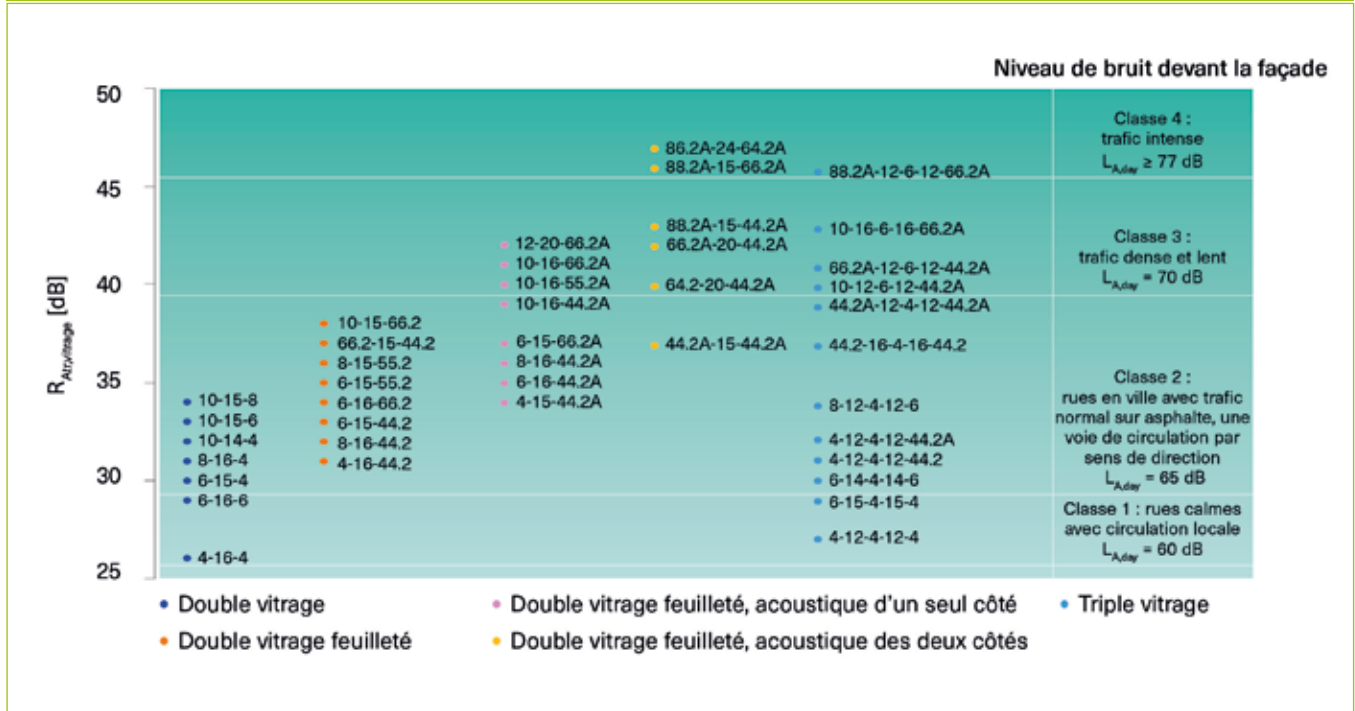 Niveau de bruit devant la façade
50
45
40
35
30
25
R_Atr,vitrage [dB]
10-15-8
10-15-6
10-14-4
8-16-4
6-15-4
6-16-6
4-16-4
10-15-66.2
66.2-15-44.2
8-15-55.2
6-15-55.2
6-16-66.2
6-15-44.2
8-16-44.2
4-16-44.2
12-20-66.2A
10-16-66.2A
10-16-55.2A
10-16-44.2A
6-15-66.2A
8-16-44.2A
6-16-44.2A
4-15-44.2A
86.2A-24-64.2A
88.2A-15-66.2A
88.2A-15-44.2A
66.2A-20-44.2A
64.2-20-44.2A
44.2A-15-44.2A
88.2A-12-6-12-66.2A
10-16-6-16-66.2A
66.2A-12-6-12-44.2A
10-12-6-12-44.2A
44.2A-12-4-12-44.2A
44.2-16-4-16-44.2
8-12-4-12-6
4-12-4-12-44.2A
4-12-4-12-44.2
6-14-4-14-6
6-15-4-15-4
4-12-4-12-4
Classe 4 :
trafic intense
L_A,day ≥ 77 dB
Classe 3 :
trafic dense et lent
L_A,day = 70 dB
Classe 2 :
rues en ville avec trafic
normal sur asphalte, une
voie de circulation par
sens de direction
L_A,day = 65 dB
Classe 1 : rues calmes
avec circulation locale
L_A,day = 60 dB
Double vitrage
Double vitrage feuilleté, acoustique d'un seul côté
Triple vitrage
Double vitrage feuilleté
Double vitrage feuilleté, acoustique des deux côtés